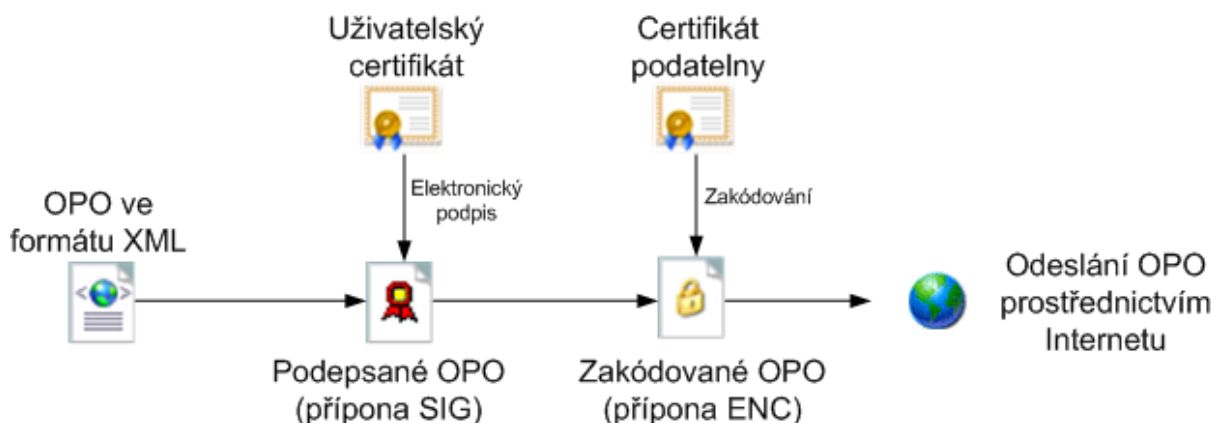 Uživatelský
certifikát
Certifikát
podatelny
Elektronický
podpis
Zakódování
OPO ve
formátu XML
Odeslání OPO
prostřednictvím
Internetu
Podepsané OPO
(přípona SIG)
Zakódované OPO
(přípona ENC)